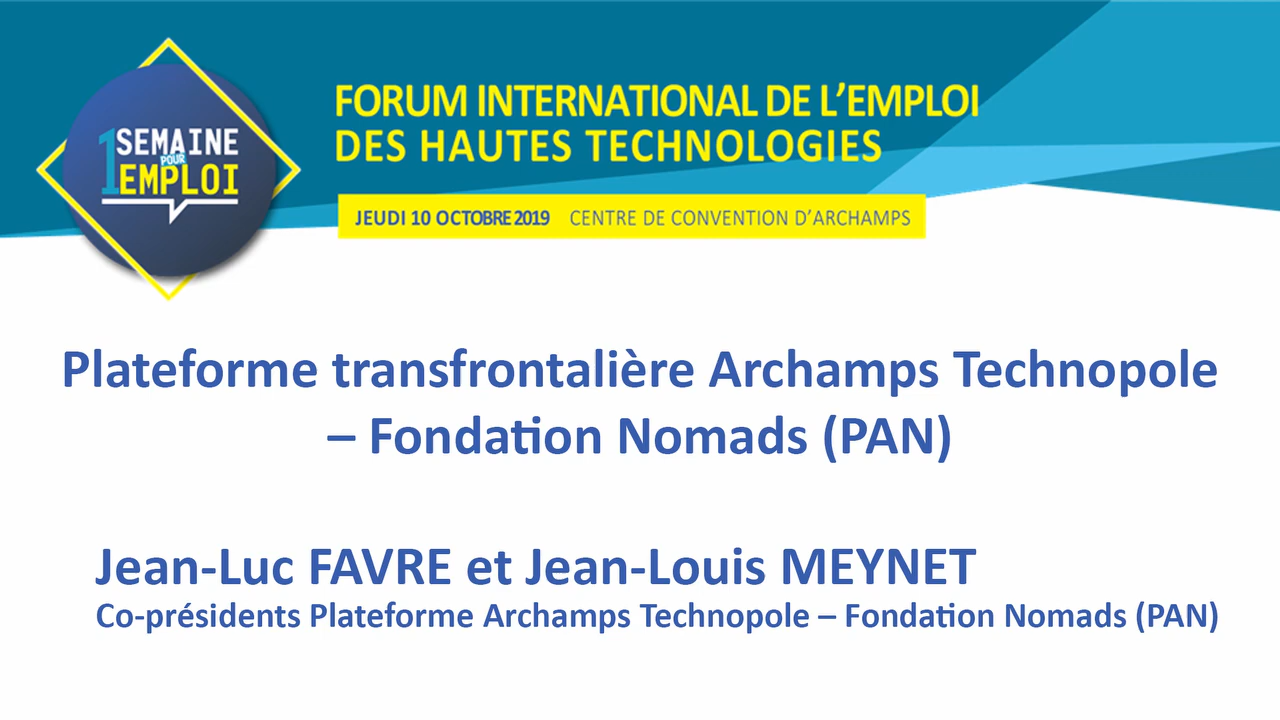 1 SEMAINE
POUR
EMPLOI
FORUM INTERNATIONAL DE L'EMPLOI
DES HAUTES TECHNOLOGIES
JEUDI 10 OCTOBRE 2019 CENTRE DE CONVENTION D'ARCHAMPS
Plateforme transfrontalière Archamps Technopole
– Fondation Nomads (PAN)
Jean-Luc FAVRE et Jean-Louis MEYNET
Co-présidents Plateforme Archamps Technopole – Fondation Nomads (PAN)